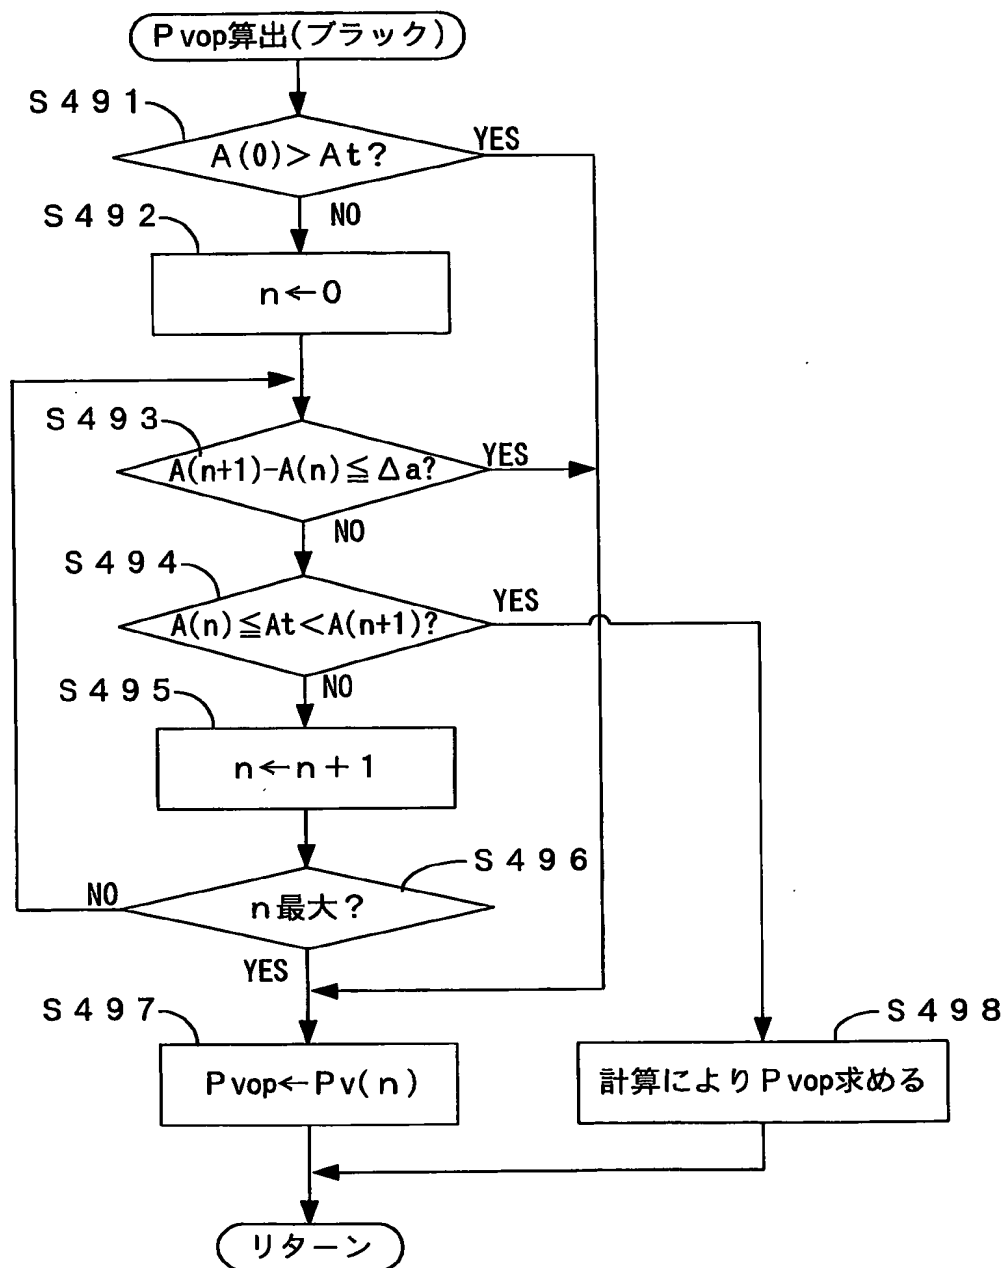 Pvop算出(ブラック)
S491
A(0)>At?
YES
NO
S492
n←0
S493
A(n+1)-A(n)≦Δa?
YES
NO
S494
A(n)≦At<A(n+1)?
YES
NO
S495
n←n+1
S496
n最大?
NO
YES
S497
Pvop←Pv(n)
S498
計算によりPvop求める
リターン